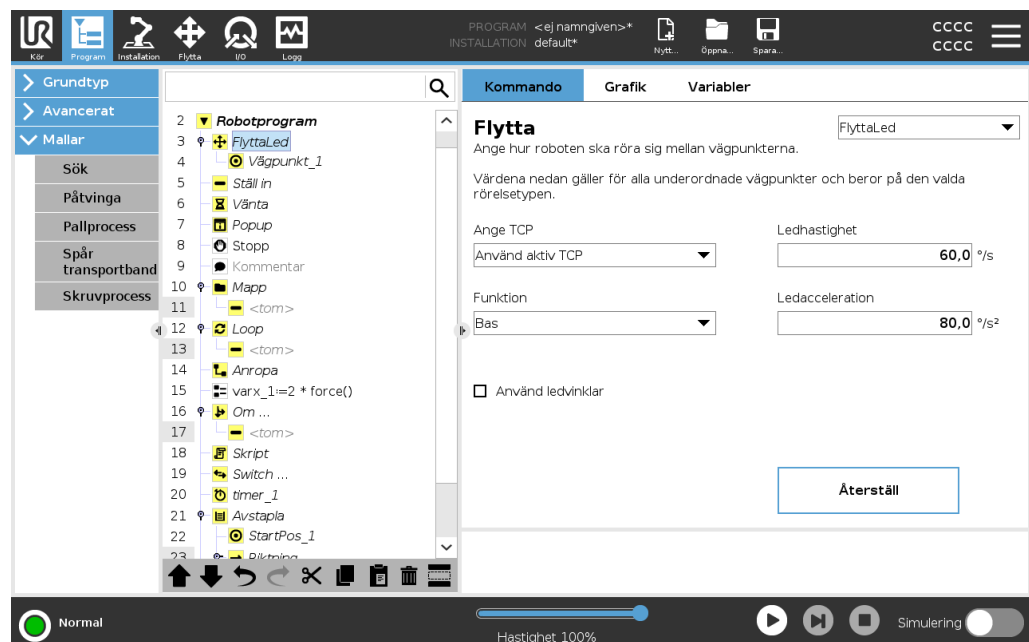 UR
Kör
Program
Installation
Flytta
I/O
Logg
PROGRAM <ej namngiven>*
INSTALLATION default*
Nytt...
Öppna...
Spara...
CCCC
CCCC
Grundtyp
Avancerat
Mallar
Sök
Påtvinga
Pallprocess
Spår
transportband
Skruvprocess
2 Robotprogram
3 FlyttaLed
4 Vägpunkt_1
5 Ställ in
6 Vänta
7 Popup
8 Stopp
9 Kommentar
10 Mapp
11 <tom>
12 Loop
13 <tom>
14 Anropa
15 varx_1:=2 * force()
16 Om ...
17 <tom>
18 Skript
19 Switch ...
20 timer_1
21 Avstapla
22 StartPos_1
23 Riktning
Kommando
Grafik
Variabler
Flytta
FlyttaLed
Ange hur roboten ska röra sig mellan vägpunkterna.
Värdena nedan gäller för alla underordnade vägpunkter och beror på den valda
rörelsetypen.
Ange TCP
Ledhastighet
Använd aktiv TCP
60,0 °/s
Funktion
Ledacceleration
Bas
80,0 °/s²
Använd ledvinklar
Återställ
Normal
Hastighet 100%
Simulering